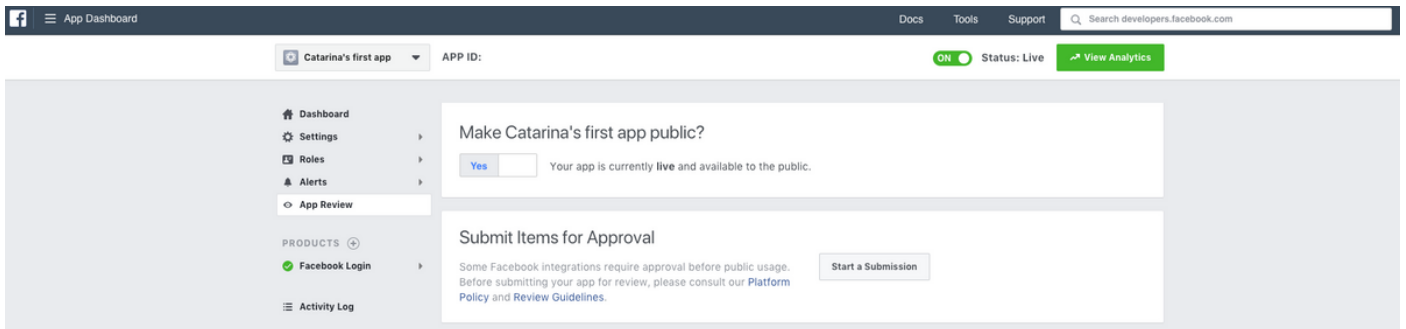 f App Dashboard Docs Tools Support Search developers.facebook.com
Catarina's first app APP ID: ON Status: Live View Analytics
Dashboard
Settings
Roles
Alerts
App Review
PRODUCTS
Facebook Login
Activity Log
Make Catarina's first app public?
Yes Your app is currently live and available to the public.
Submit Items for Approval
Some Facebook integrations require approval before public usage.
Before submitting your app for review, please consult our Platform
Policy and Review Guidelines.
Start a Submission